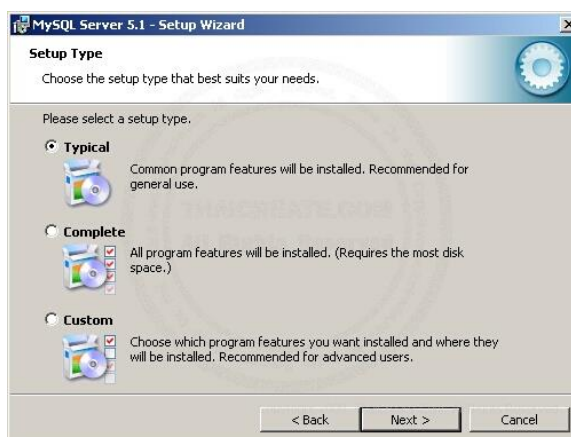 MySQL Server 5.1 - Setup Wizard
Setup Type
Choose the setup type that best suits your needs.
Please select a setup type.
Typical
Common program features will be installed. Recommended for
general use.
Complete
All program features will be installed. (Requires the most disk
space.)
Custom
Choose which program features you want installed and where they
will be installed. Recommended for advanced users.
< Back
Next >
Cancel